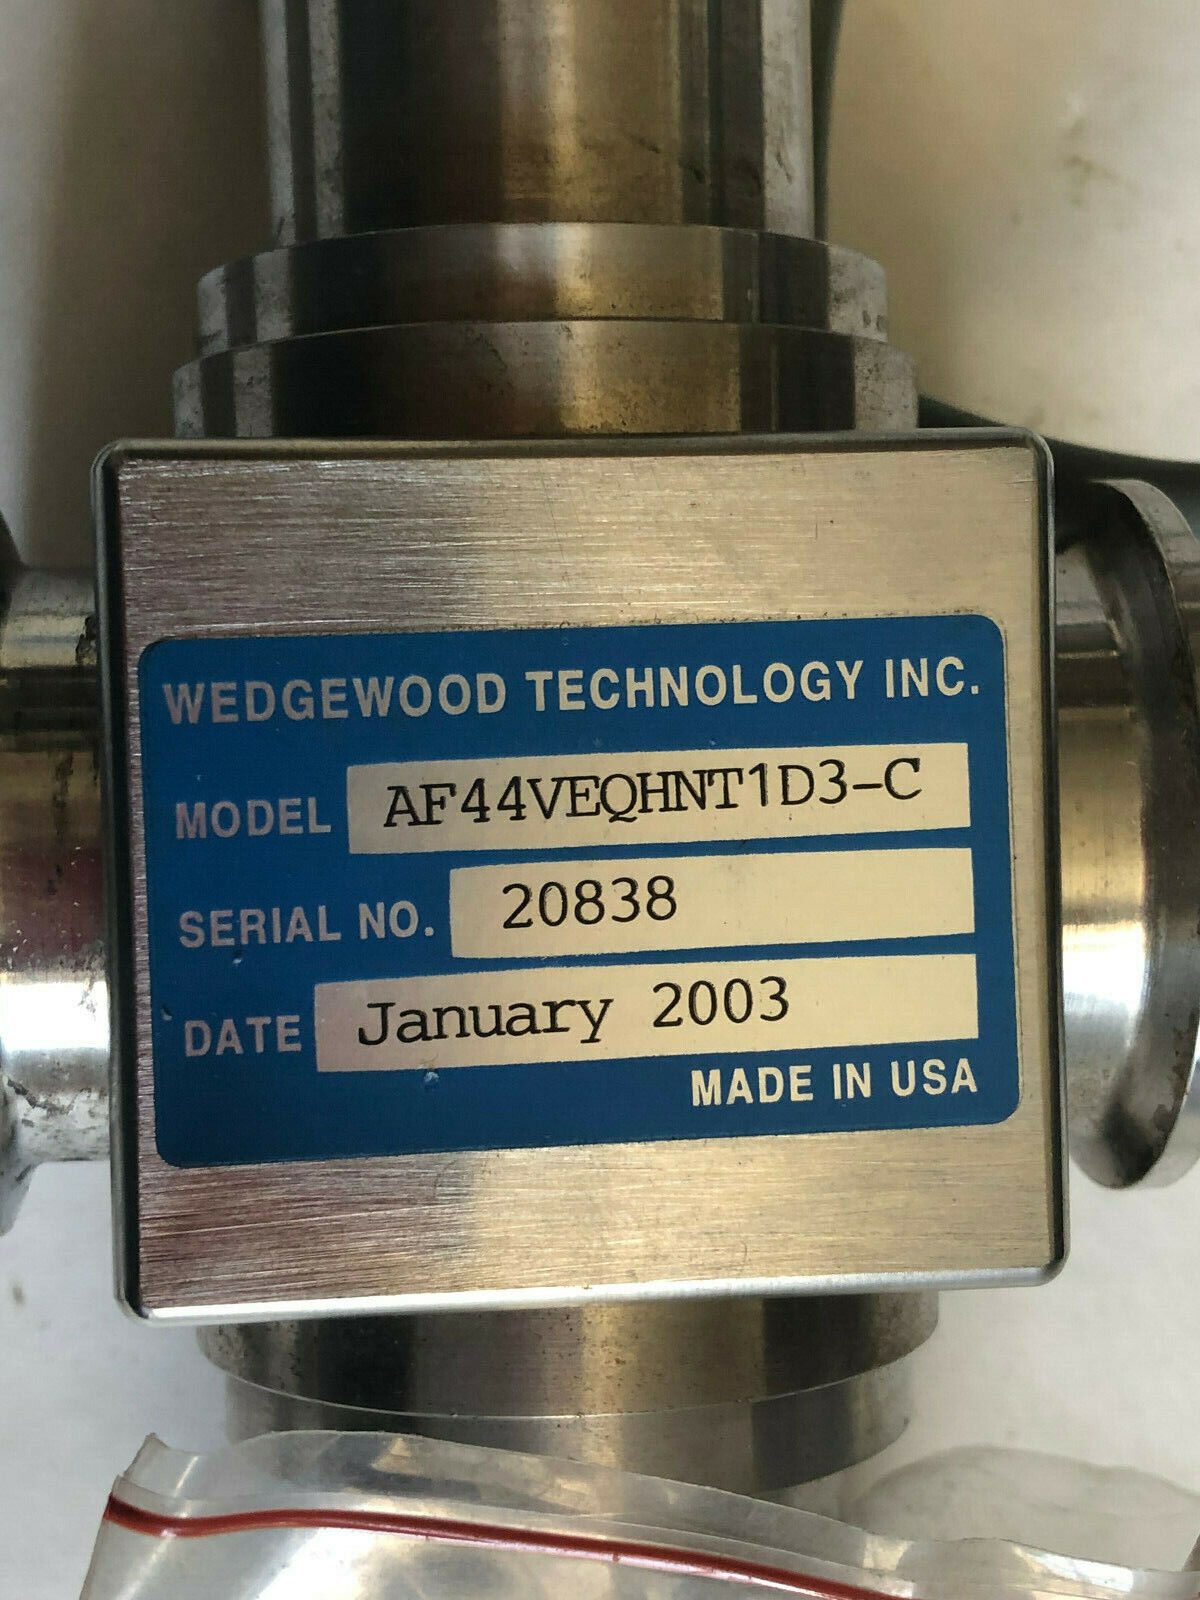 WEDGEWOOD TECHNOLOGY INC.
MODEL AF44VEQHNT1D3-C
SERIAL NO. 20838
DATE January 2003
MADE IN USA